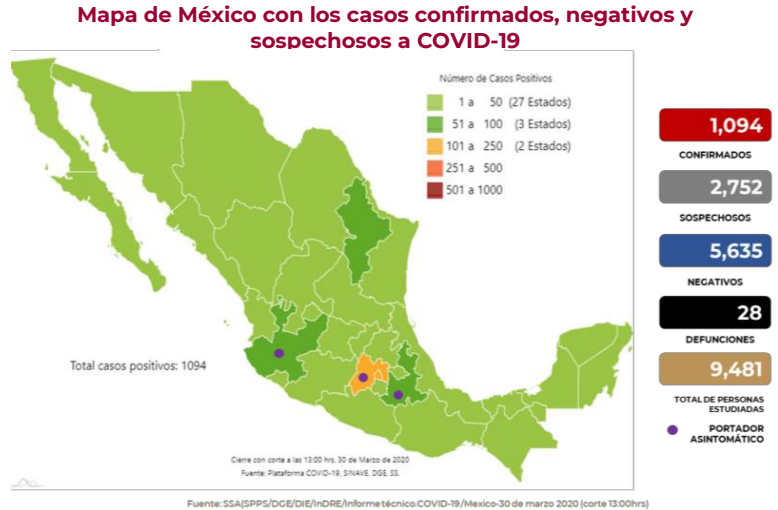 Mapa de México con los casos confirmados, negativos y
sospechosos a COVID-19
Número de Casos Positivos
1 a 50 (27 Estados)
51 a 100 (3 Estados)
101 a 250 (2 Estados)
251 a 500
501 a 1000
Total casos positivos: 1094
Cierre con corte a las 13:00 hrs, 30 de Marzo de 2020
Fuente: Plataforma COVID-19, SINAVE, DGE, SS.
1,094
CONFIRMADOS
2,752
SOSPECHOSOS
5,635
NEGATIVOS
28
DEFUNCIONES
9,481
TOTAL DE PERSONAS
ESTUDIADAS
PORTADOR
ASINTOMÁTICO
Fuente: SSA(SPPS/DGE/DIE/InDRE/Informe técnico.COVID-19/Mexico-30 de marzo 2020 (corte 13:00hrs)